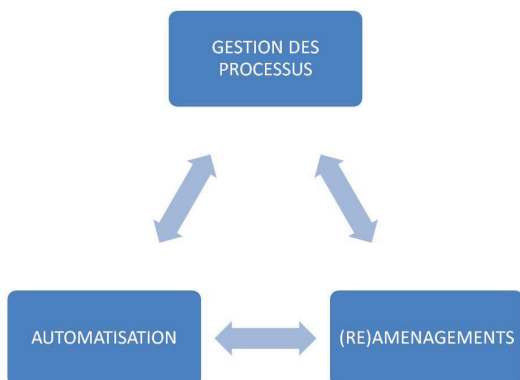 GESTION DES
PROCESSUS
AUTOMATISATION
(RE)AMENAGEMENTS